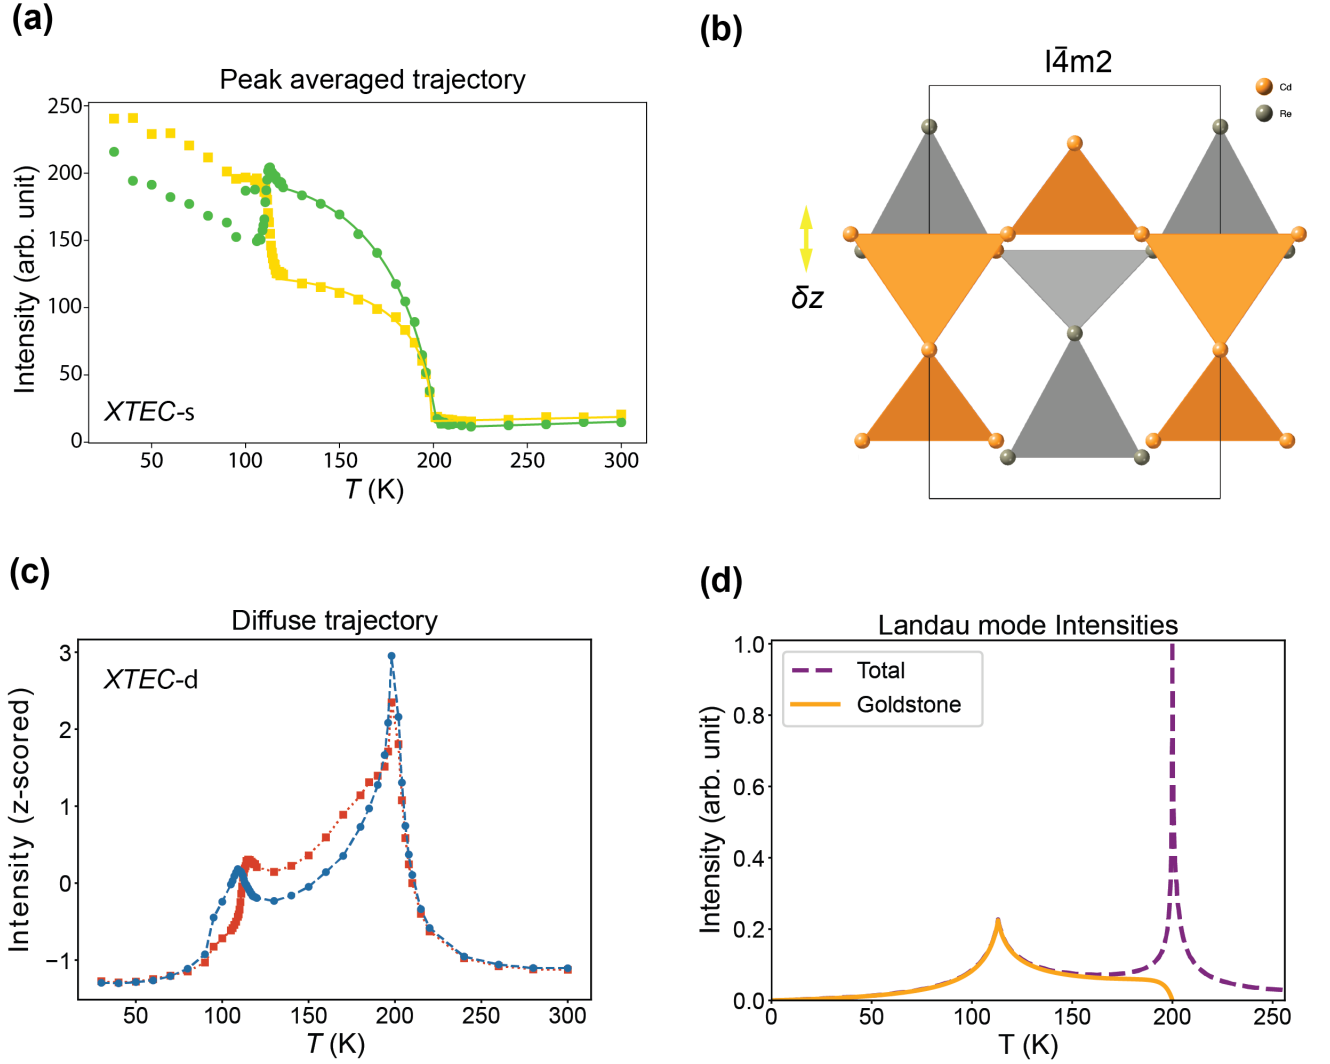 (a)
Peak averaged trajectory
Intensity (arb. unit)
250
200
150
100
50
0
XTEC-s
50 100 150 200 250 300
T (K)
(b)
I4̄m2
Cd
Re
δz
(c)
Diffuse trajectory
Intensity (z-scored)
3
2
1
0
−1
XTEC-d
50 100 150 200 250 300
T (K)
(d)
Landau mode Intensities
Intensity (arb. unit)
1.0
0.8
0.6
0.4
0.2
0.0
Total
Goldstone
0 50 100 150 200 250
T (K)